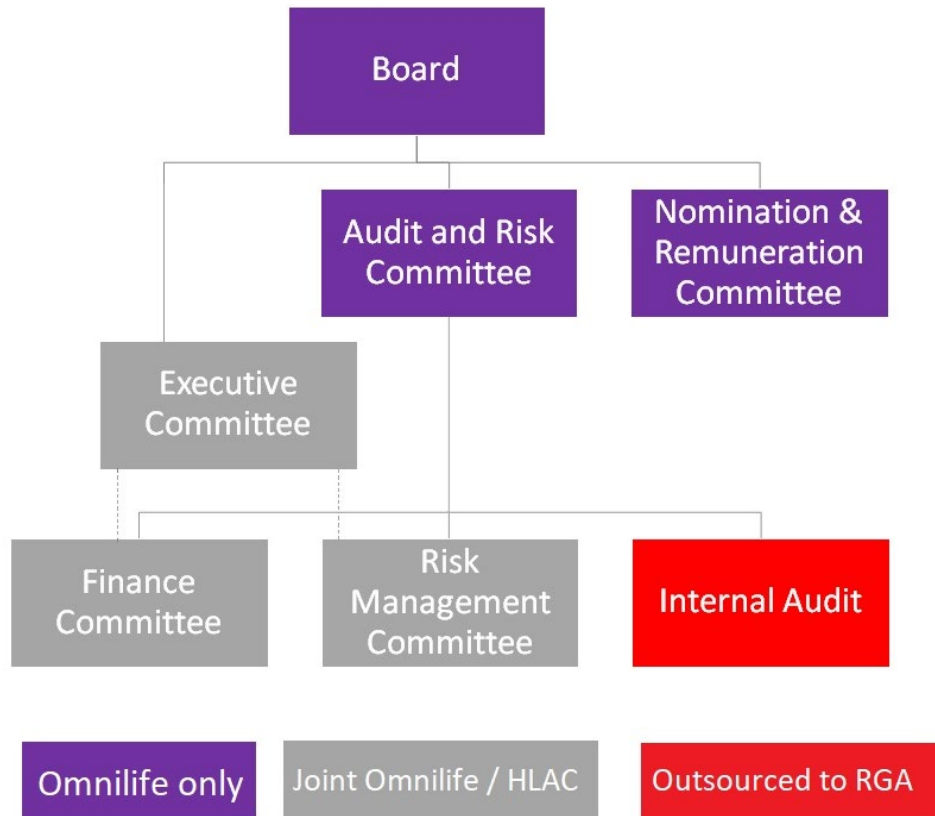 Board
Audit and Risk
Committee
Nomination &
Remuneration
Committee
Executive
Committee
Finance
Committee
Risk
Management
Committee
Internal Audit
Omnilife only
Joint Omnilife / HLAC
Outsourced to RGA